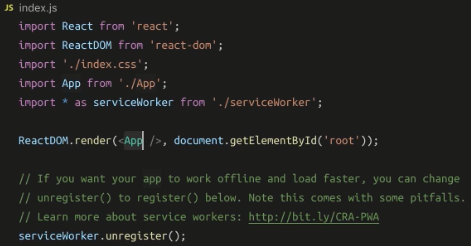 JS index.js
import React from 'react';
import ReactDOM from 'react-dom';
import './index.css';
import App from './App';
import * as serviceWorker from './serviceWorker';
ReactDOM.render(<App />, document.getElementById('root'));
// If you want your app to work offline and load faster, you can change
// unregister() to register() below. Note this comes with some pitfalls.
// Learn more about service workers: http://bit.ly/CRA-PWA
serviceWorker.unregister();